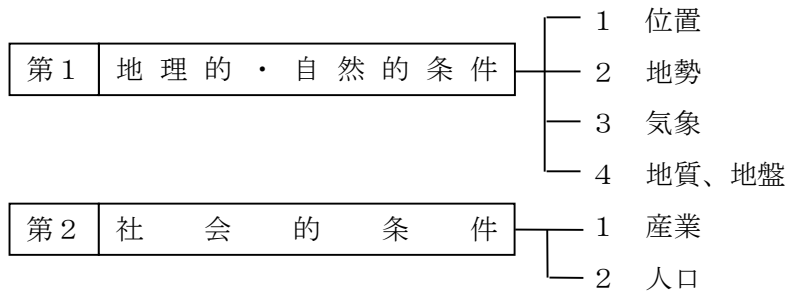 第１ 地理的・自然的条件
１ 位置
２ 地勢
３ 気象
４ 地質、地盤
第２ 社会的条件
１ 産業
２ 人口